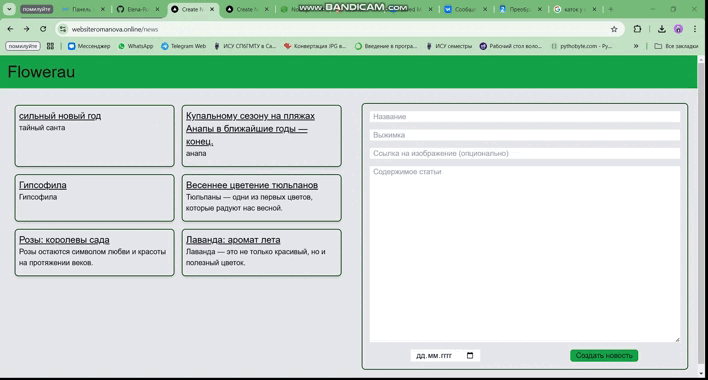 www.BANDICAM.com
помилуйте
Панель
Elena-R
Create N
Create N
Сообще
Преобр
каток у
websiteromanova.online/news
помилуйте
Мессенджер
WhatsApp
Telegram Web
ИСУ СПбГМТУ в Са...
Конвертация JPG в...
Введение в програ...
ИСУ семестры
Рабочий стол воло...
pythobyte.com - Py...
Все закладки
Flowerau
сильный новый год
тайный санта
Купальному сезону на пляжах
Анапы в ближайшие годы —
конец.
анапа
Гипсофила
Гипсофила
Весеннее цветение тюльпанов
Тюльпаны — одни из первых цветов,
которые радуют нас весной.
Розы: королевы сада
Розы остаются символом любви и красоты
на протяжении веков.
Лаванда: аромат лета
Лаванда — это не только красивый, но и
полезный цветок.
Название
Выжимка
Ссылка на изображение (опционально)
Содержимое статьи
дд.мм.гггг
Создать новость